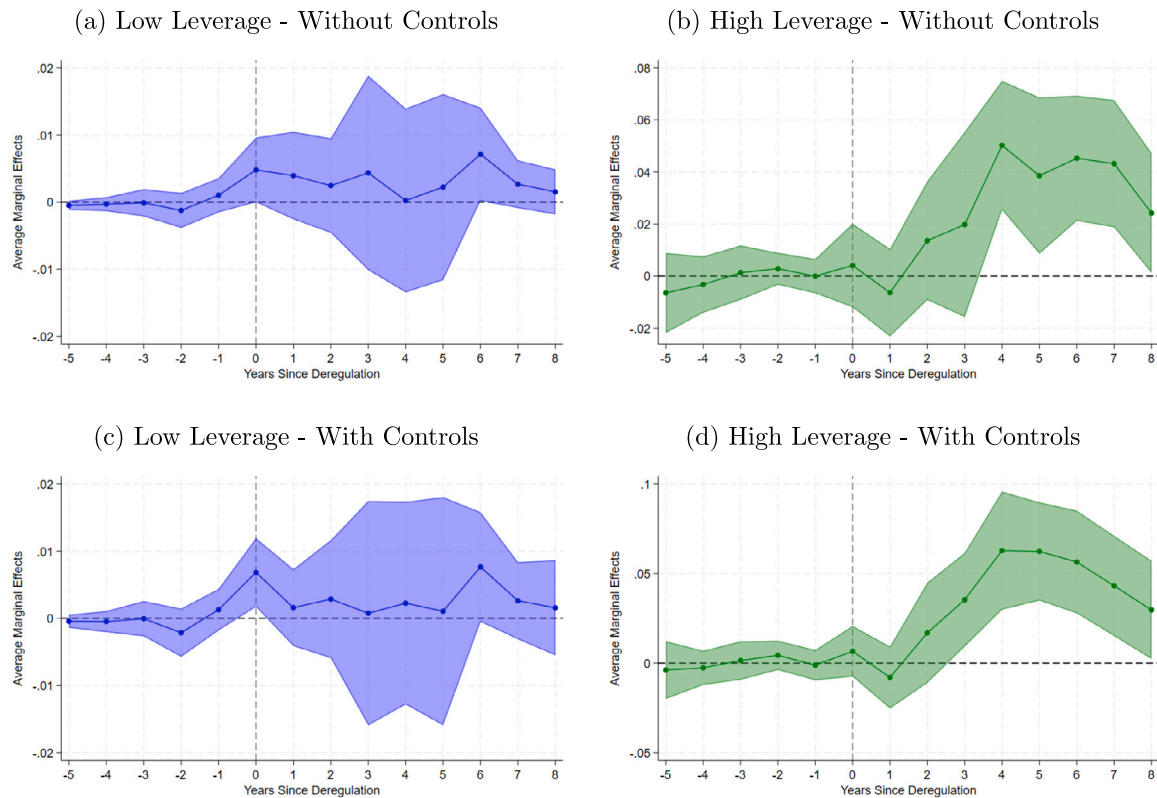 (a) Low Leverage - Without Controls
Average Marginal Effects
.02
.01
0
-.01
-.02
-5 -4 -3 -2 -1 0 1 2 3 4 5 6 7 8
Years Since Deregulation
(b) High Leverage - Without Controls
Average Marginal Effects
.08
.06
.04
.02
0
-.02
-5 -4 -3 -2 -1 0 1 2 3 4 5 6 7 8
Years Since Deregulation
(c) Low Leverage - With Controls
Average Marginal Effects
.02
.01
0
-.01
-.02
-5 -4 -3 -2 -1 0 1 2 3 4 5 6 7 8
Years Since Deregulation
(d) High Leverage - With Controls
Average Marginal Effects
.1
.05
0
-.05
-5 -4 -3 -2 -1 0 1 2 3 4 5 6 7 8
Years Since Deregulation